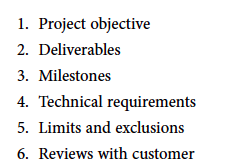 1. Project objective
2. Deliverables
3. Milestones
4. Technical requirements
5. Limits and exclusions
6. Reviews with customer